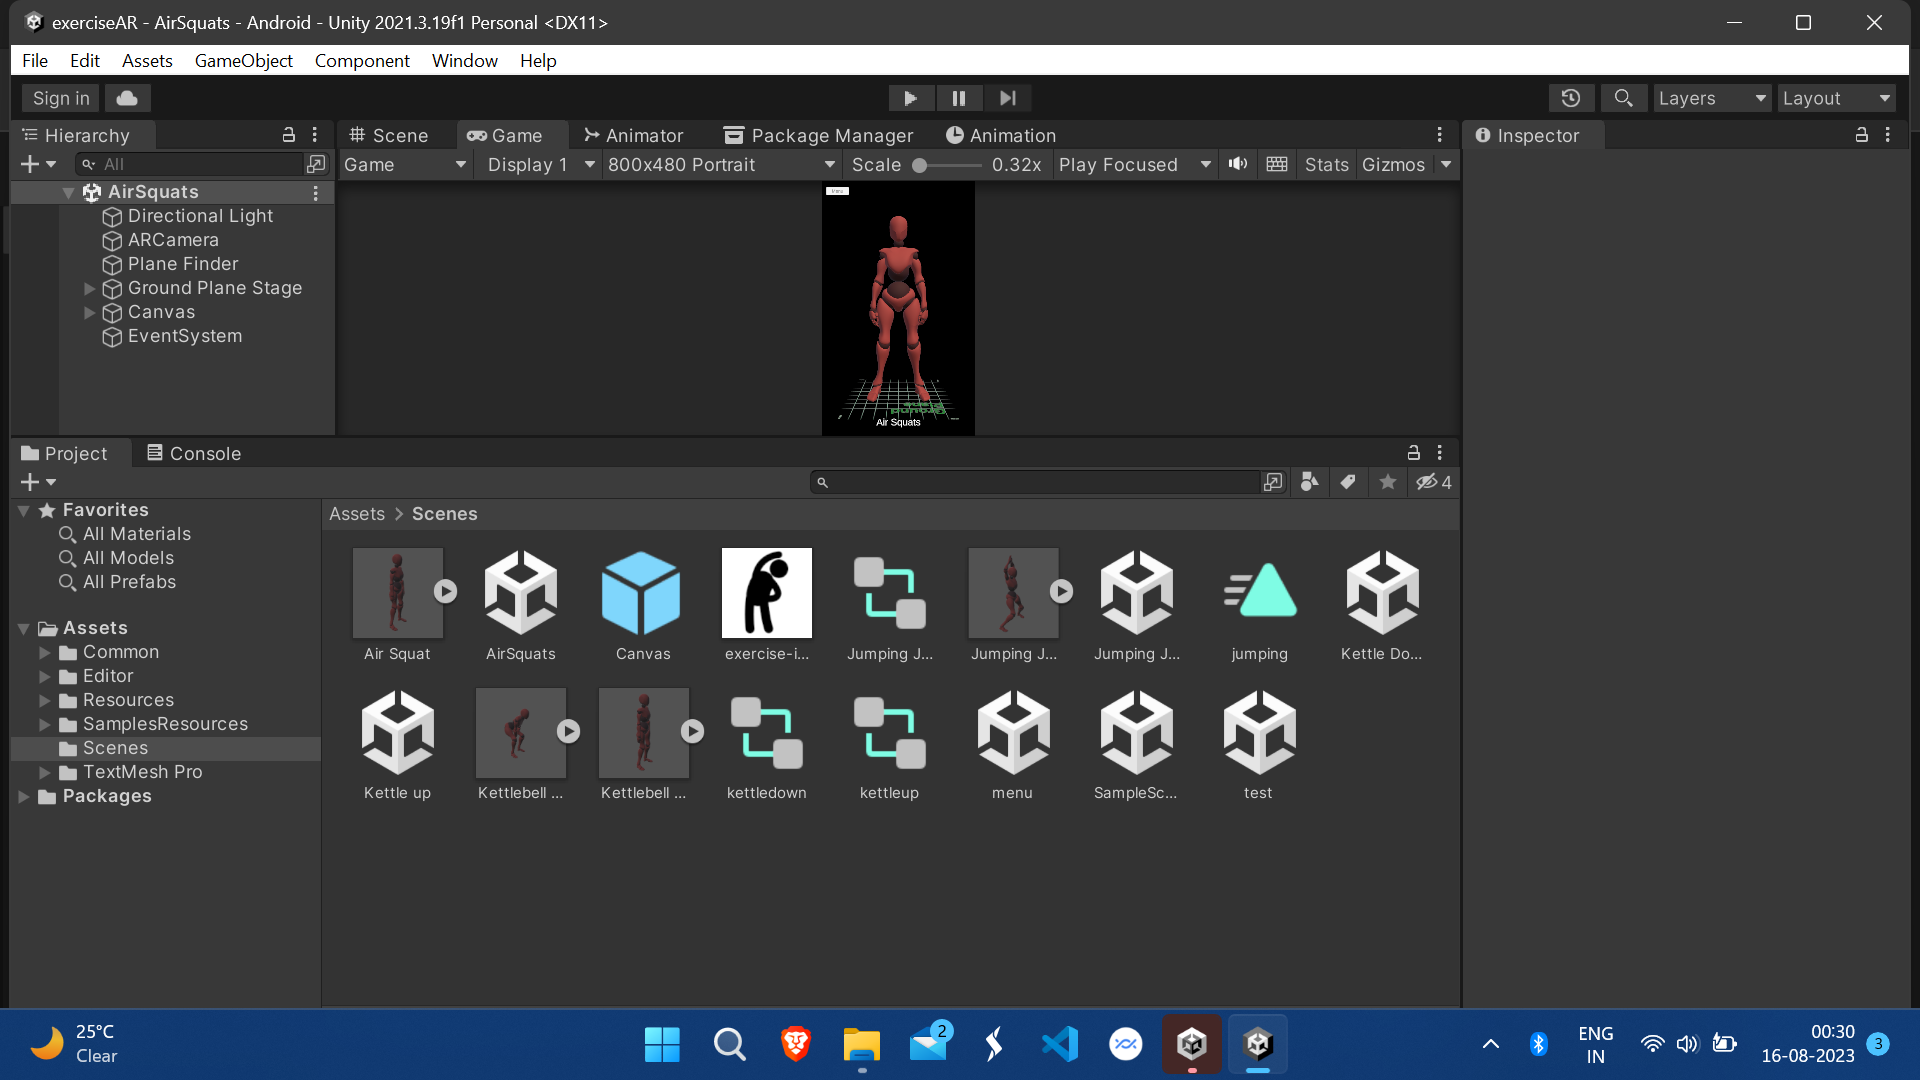 exerciseAR - AirSquats - Android - Unity 2021.3.19f1 Personal <DX11>
File Edit Assets GameObject Component Window Help
Sign in Layers Layout
Hierarchy Scene Game Animator Package Manager Animation Inspector
All Game Display 1 800x480 Portrait Scale 0.32x Play Focused Stats Gizmos
AirSquats
Directional Light
ARCamera
Plane Finder
Ground Plane Stage
Canvas
EventSystem
Air Squats
Project Console
4
Favorites
All Materials
All Models
All Prefabs
Assets
Common
Editor
Resources
SamplesResources
Scenes
TextMesh Pro
Packages
Assets > Scenes
Air Squat AirSquats Canvas exercise-i... Jumping J... Jumping J... Jumping J... jumping Kettle Do...
Kettle up Kettlebell ... Kettlebell ... kettledown kettleup menu SampleSc... test
25°C
Clear
2
ENG
IN
00:30
16-08-2023
3